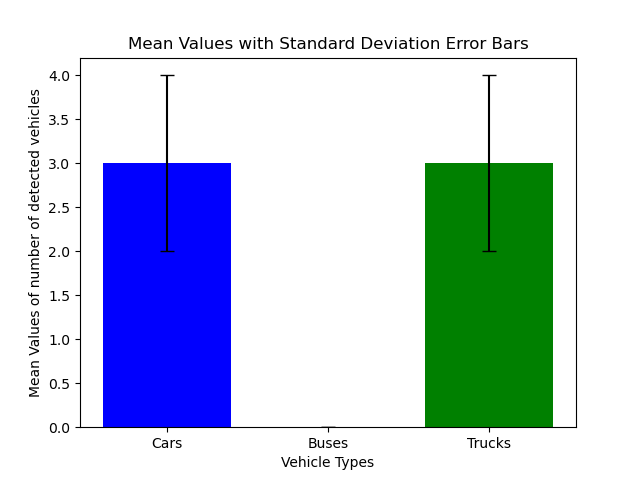 Mean Values with Standard Deviation Error Bars
Mean Values of number of detected vehicles
4.0
3.5
3.0
2.5
2.0
1.5
1.0
0.5
0.0
Cars
Buses
Trucks
Vehicle Types